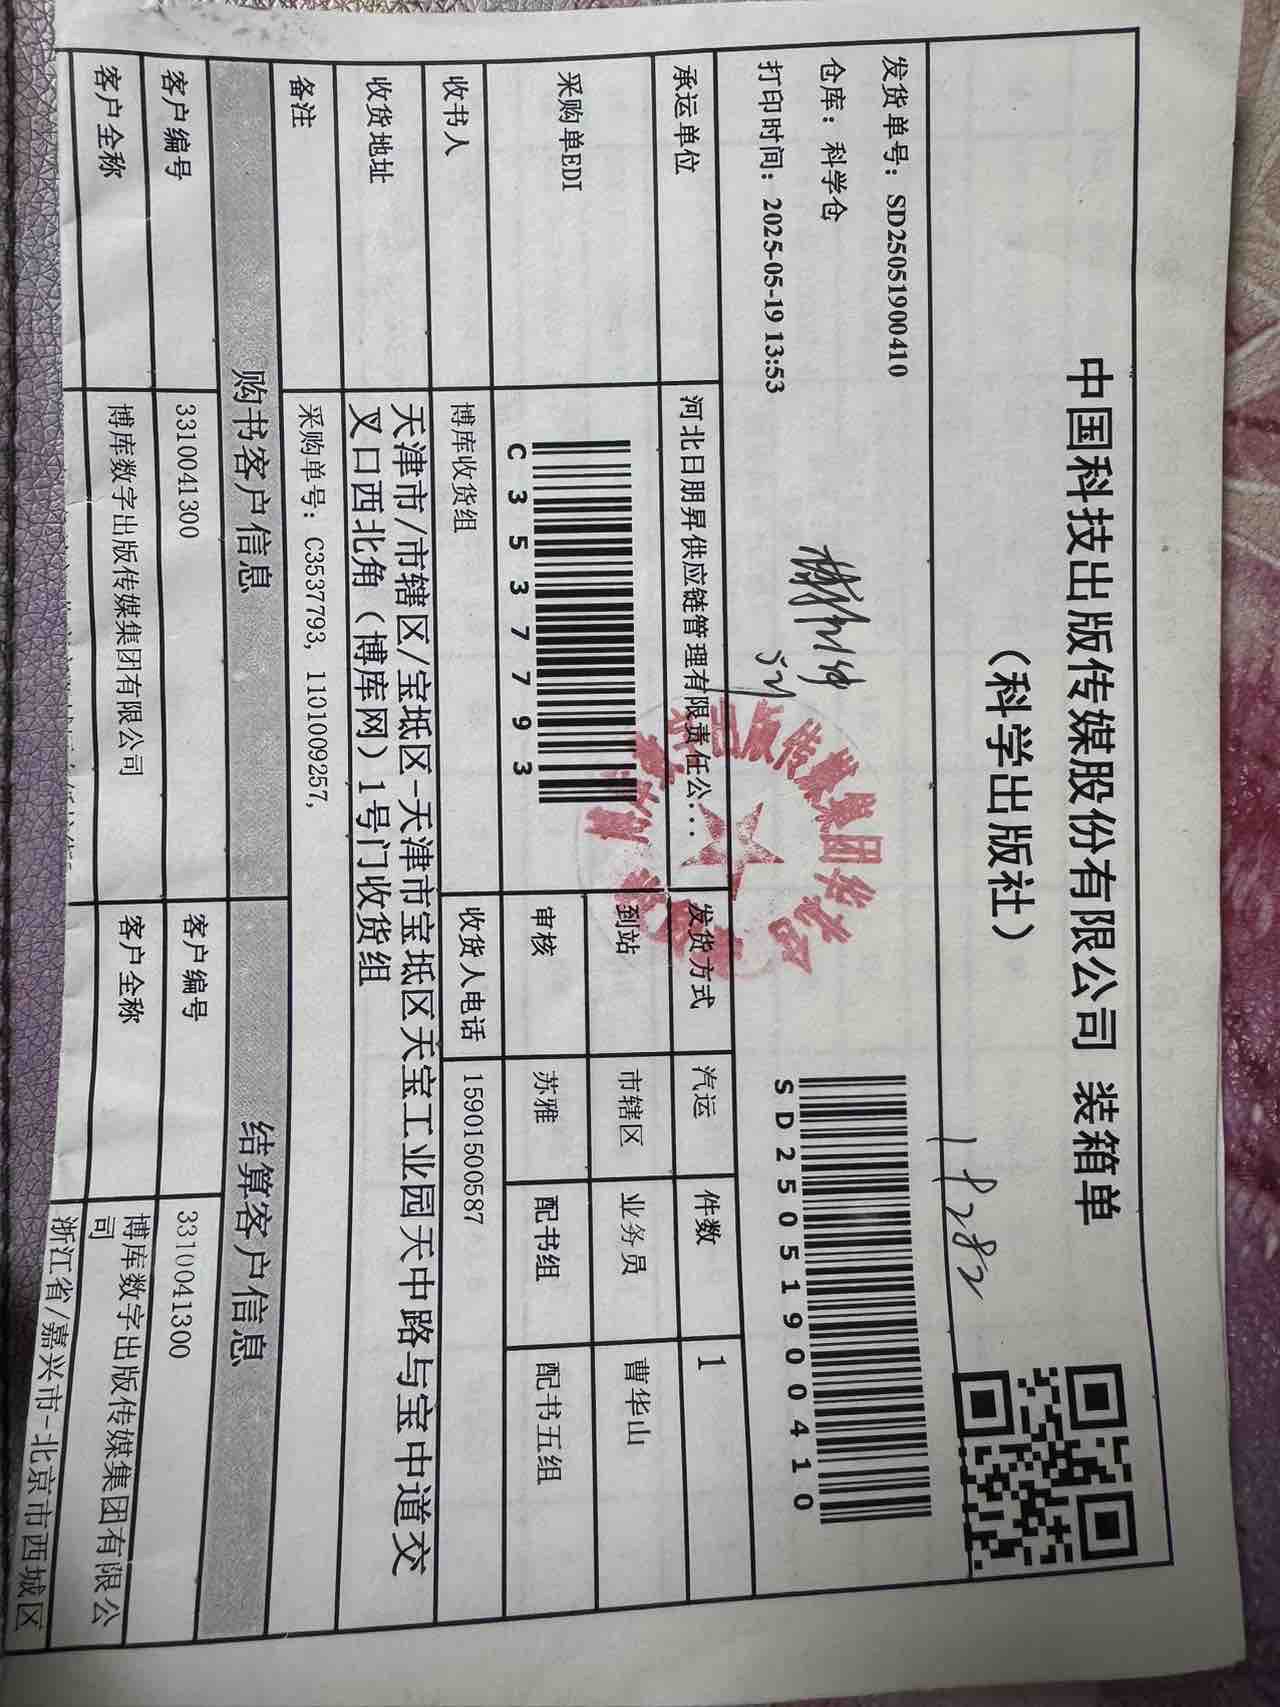 中国科技出版传媒股份有限公司 装箱单
（科学出版社）
发货单号：SD25051900410
仓库：科学仓
打印时间：2025-05-19 13:53
SD25051900410
承运单位 河北日朋昇供应链管理有限责任公... 发货方式 汽运 件数 1
采购单EDI C3537793 到站 市辖区 业务员 曹华山
审核 苏雅 配书组 配书五组
收书人 博库收货组 收货人电话 15901500587
收货地址 天津市/市辖区/宝坻区-天津市宝坻区天宝工业园天中路与宝中道交
叉口西北角（博库网）1号门收货组
备注 采购单号：C3537793, 1101009257,
购书客户信息 结算客户信息
客户编号 3310041300 客户编号 3310041300
客户全称 博库数字出版传媒集团有限公司 客户全称 博库数字出版传媒集团有限公
司
浙江省/嘉兴市-北京市西城区